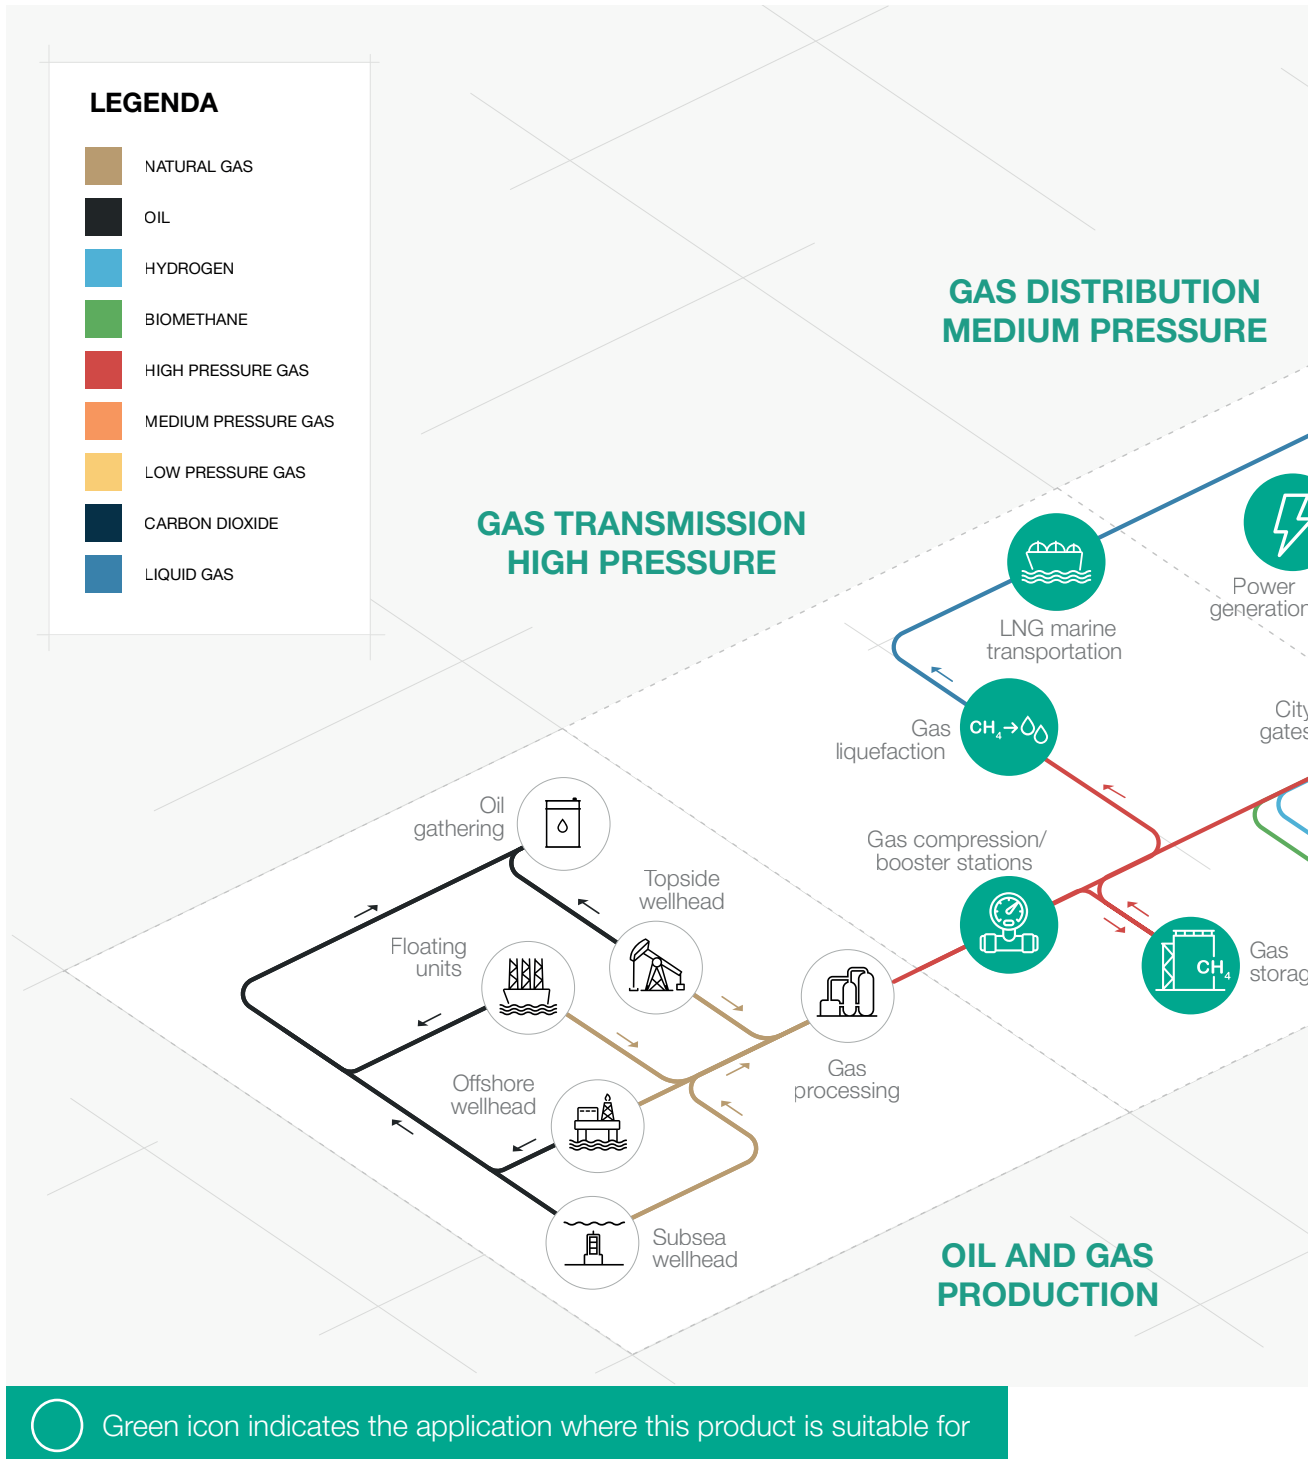 LEGENDA
NATURAL GAS
OIL
HYDROGEN
BIOMETHANE
HIGH PRESSURE GAS
MEDIUM PRESSURE GAS
LOW PRESSURE GAS
CARBON DIOXIDE
LIQUID GAS
GAS DISTRIBUTION
MEDIUM PRESSURE
GAS TRANSMISSION
HIGH PRESSURE
Power
generation
LNG marine
transportation
City
gates
Gas
liquefaction
CH₄→
Oil
gathering
Gas compression/
booster stations
Topside
wellhead
Floating
units
Gas
storag
CH₄
Gas
processing
Offshore
wellhead
Subsea
wellhead
OIL AND GAS
PRODUCTION
Green icon indicates the application where this product is suitable for